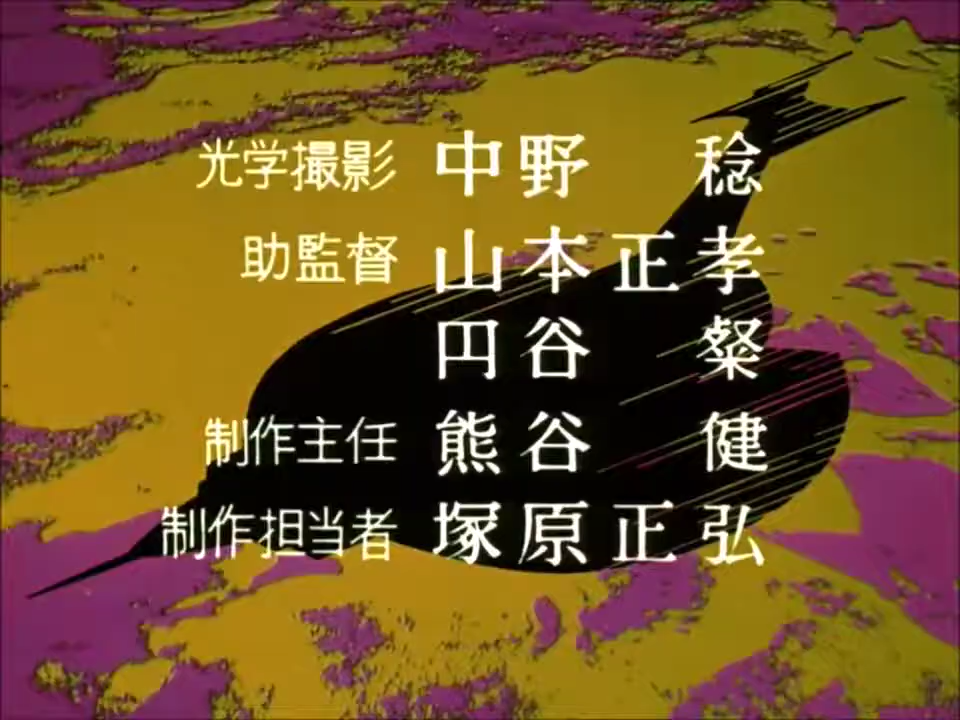 光学撮影 中野 稔
助監督 山本正孝
円谷 粲
制作主任 熊谷 健
制作担当者 塚原正弘